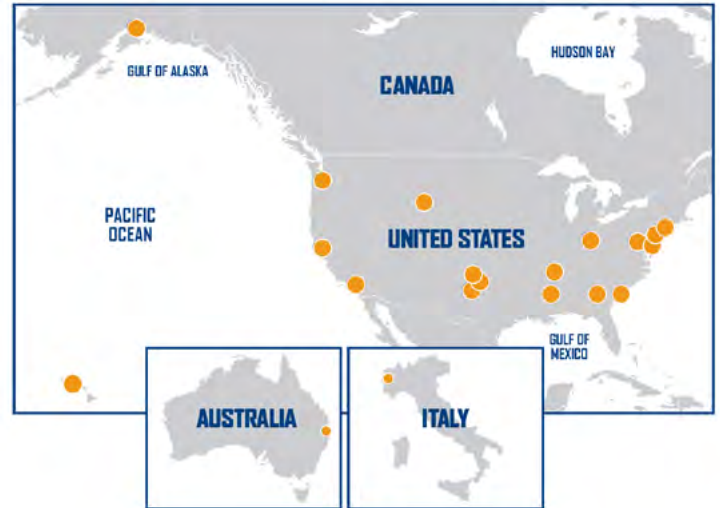 HUDSON BAY
GULF OF ALASKA
CANADA
PACIFIC
OCEAN
UNITED STATES
GULF OF
MEXICO
AUSTRALIA
ITALY